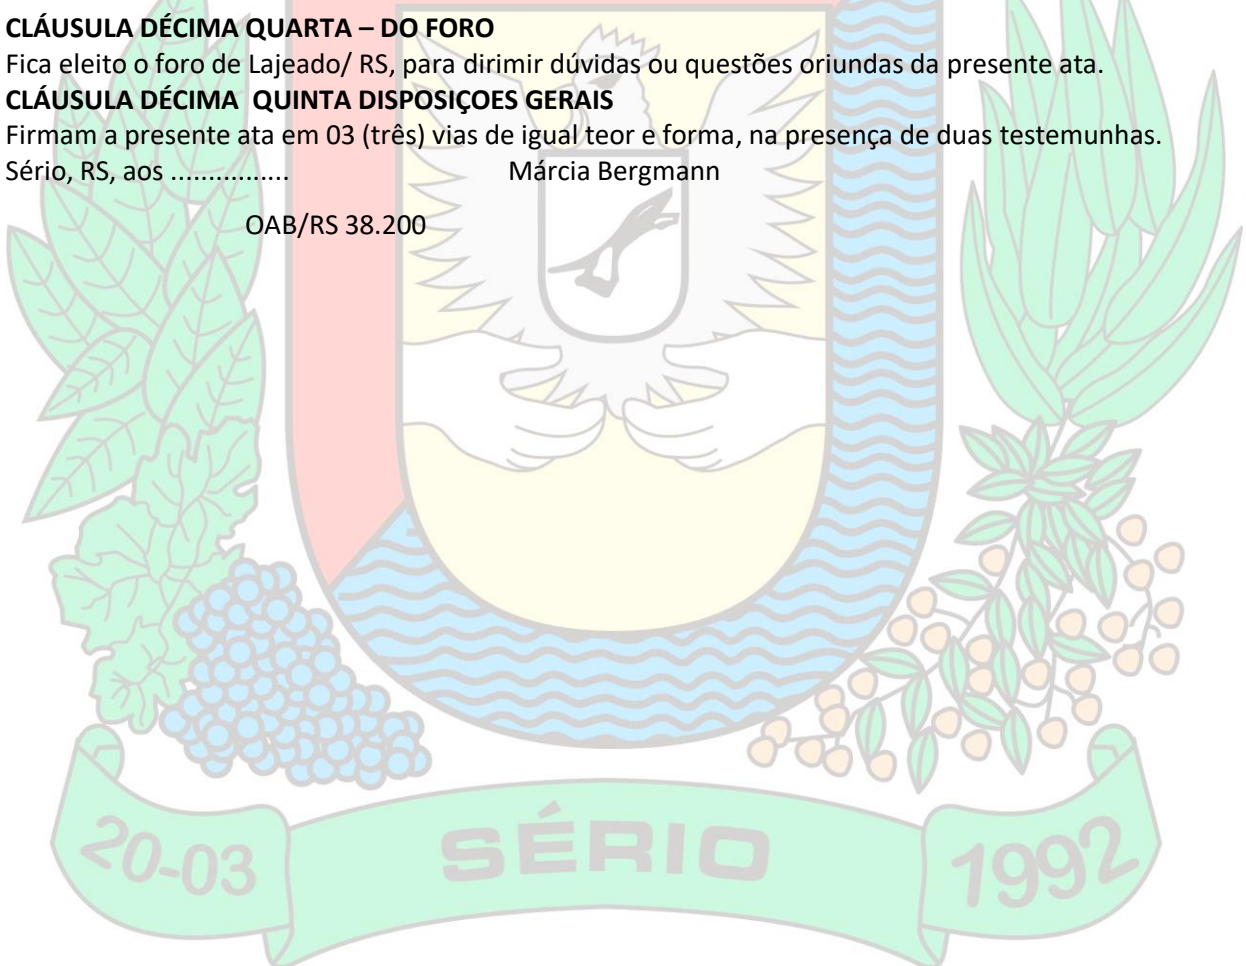 CLÁUSULA DÉCIMA QUARTA – DO FORO
Fica eleito o foro de Lajeado/ RS, para dirimir dúvidas ou questões oriundas da presente ata.
CLÁUSULA DÉCIMA  QUINTA DISPOSIÇOES GERAIS
Firmam a presente ata em 03 (três) vias de igual teor e forma, na presença de duas testemunhas.
Sério, RS, aos ................ Márcia Bergmann
OAB/RS 38.200
20-03 SÉRIO 1992